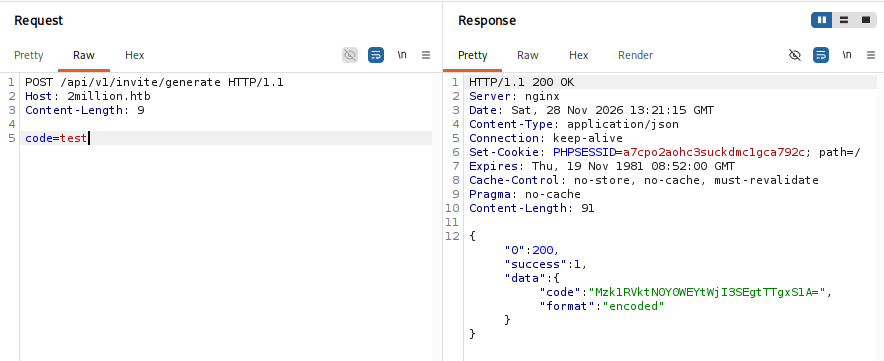 Request
Pretty Raw Hex \n
1 POST /api/v1/invite/generate HTTP/1.1
2 Host: 2million.htb
3 Content-Length: 9
4
5 code=test
Response
Pretty Raw Hex Render \n
1 HTTP/1.1 200 OK
2 Server: nginx
3 Date: Sat, 28 Nov 2026 13:21:15 GMT
4 Content-Type: application/json
5 Connection: keep-alive
6 Set-Cookie: PHPSESSID=a7cpo2aohc3suckdmc1gca792c; path=/
7 Expires: Thu, 19 Nov 1981 08:52:00 GMT
8 Cache-Control: no-store, no-cache, must-revalidate
9 Pragma: no-cache
10 Content-Length: 91
11
12 {
"0":200,
"success":1,
"data":{
"code":"Mzk1RVktN0Y0WEYtWjI3SEgtTTgxS1A=",
"format":"encoded"
}
}